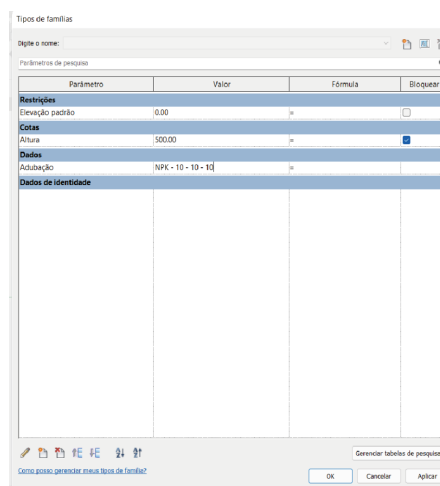 Tipos de famílias
Digite o nome:
Parâmetros de pesquisa
Parâmetro Valor Fórmula Bloquear
Restrições
Elevação padrão 0.00 =
Cotas
Altura 500.00 =
Dados
Adubação NPK - 10 - 10 - 10 =
Dados de identidade
Gerenciar tabelas de pesquisa
Como posso gerenciar meus tipos de família?
OK Cancelar Aplicar